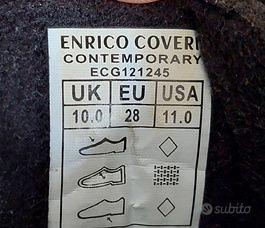 ENRICO COVERI
CONTEMPORARY
ECG121245
UK EU USA
10.0 28 11.0
subito